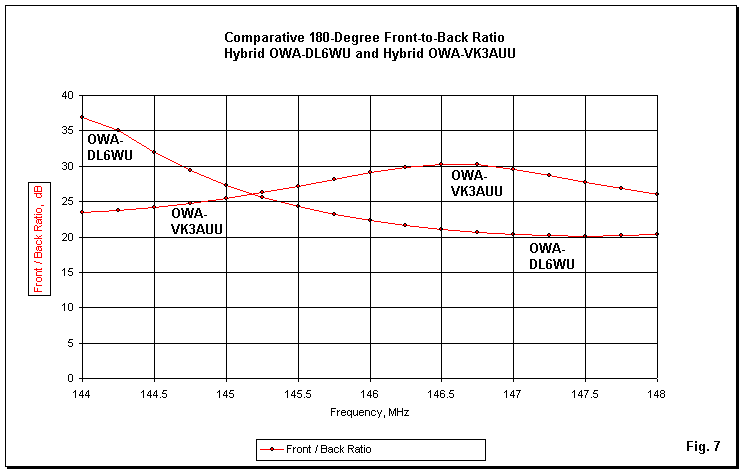 Comparative 180-Degree Front-to-Back Ratio
Hybrid OWA-DL6WU and Hybrid OWA-VK3AUU
40
35
30
25
20
15
10
5
0
Front / Back Ratio, dB
OWA-
DL6WU
OWA-
VK3AUU
OWA-
VK3AUU
OWA-
DL6WU
144
144.5
145
145.5
146
146.5
147
147.5
148
Frequency, MHz
Front / Back Ratio
Fig. 7